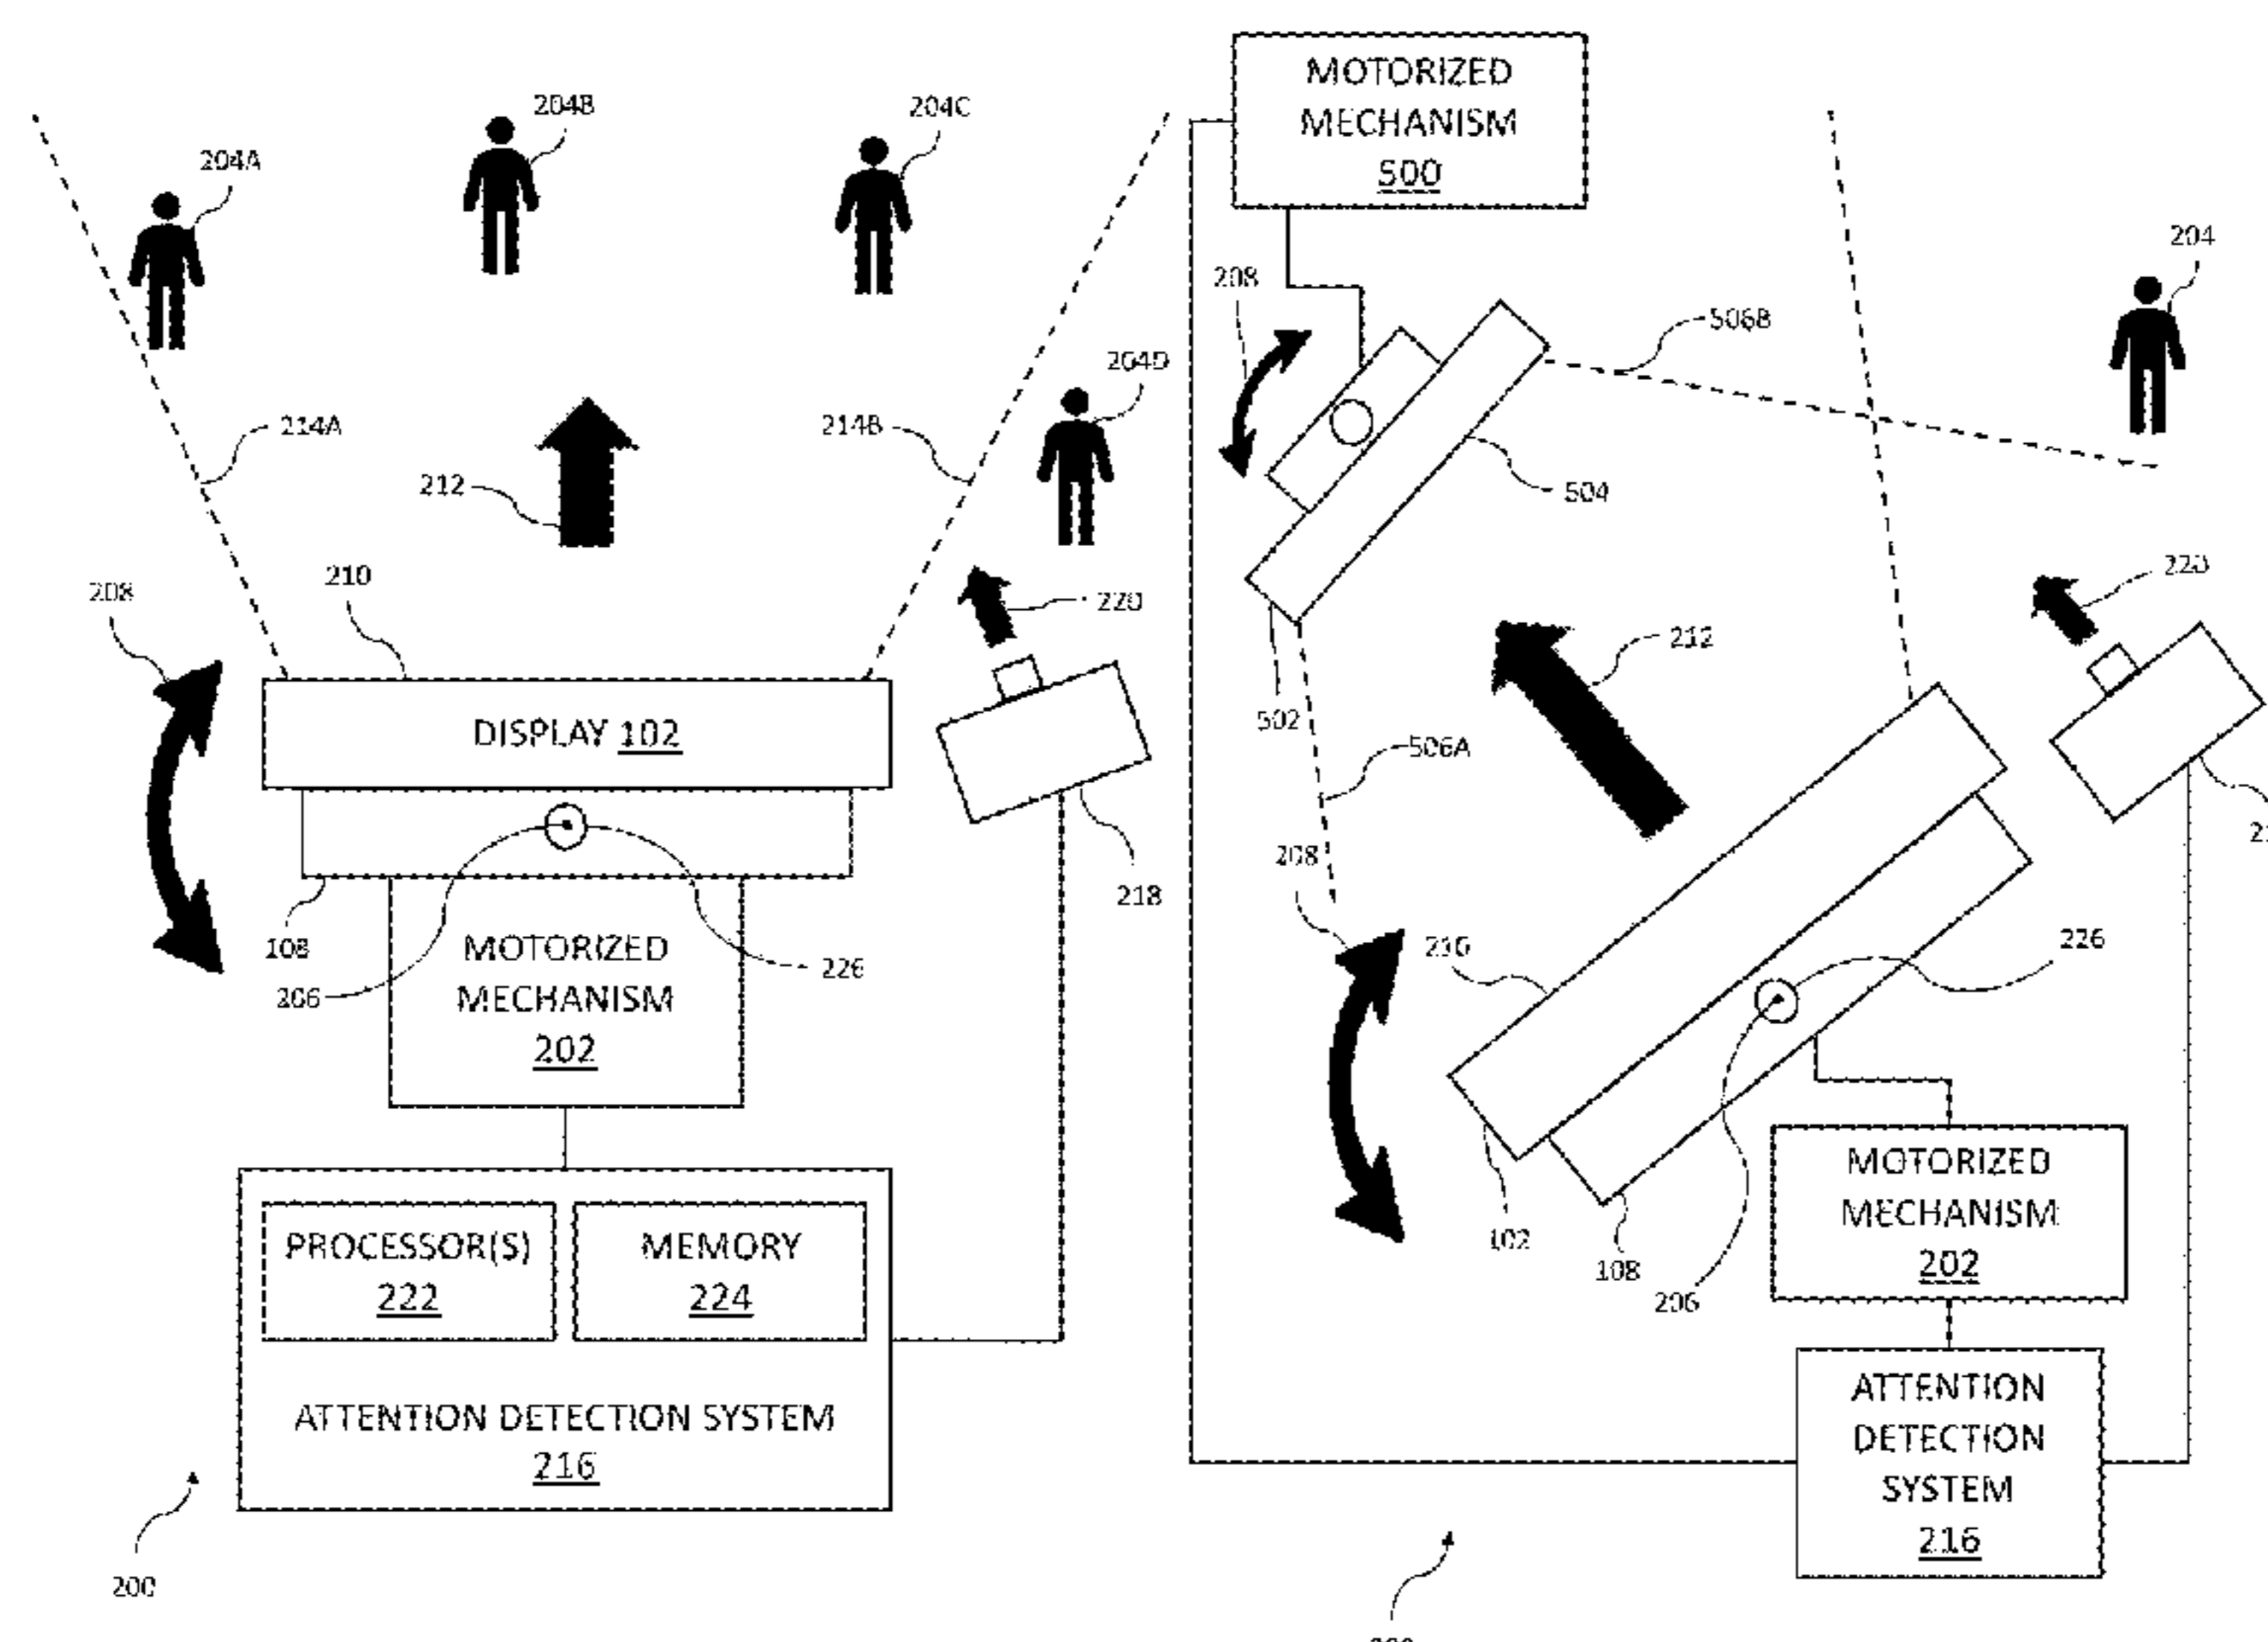 204A
204B
204C
204D
214A
214B
212
210
208
220
DISPLAY 102
218
108
206
226
MOTORIZED
MECHANISM
202
PROCESSOR(S)
222
MEMORY
224
ATTENTION DETECTION SYSTEM
216
200
MOTORIZED
MECHANISM
500
208
506B
204
504
502
506A
212
220
208
210
226
102
108
206
MOTORIZED
MECHANISM
202
ATTENTION
DETECTION
SYSTEM
216